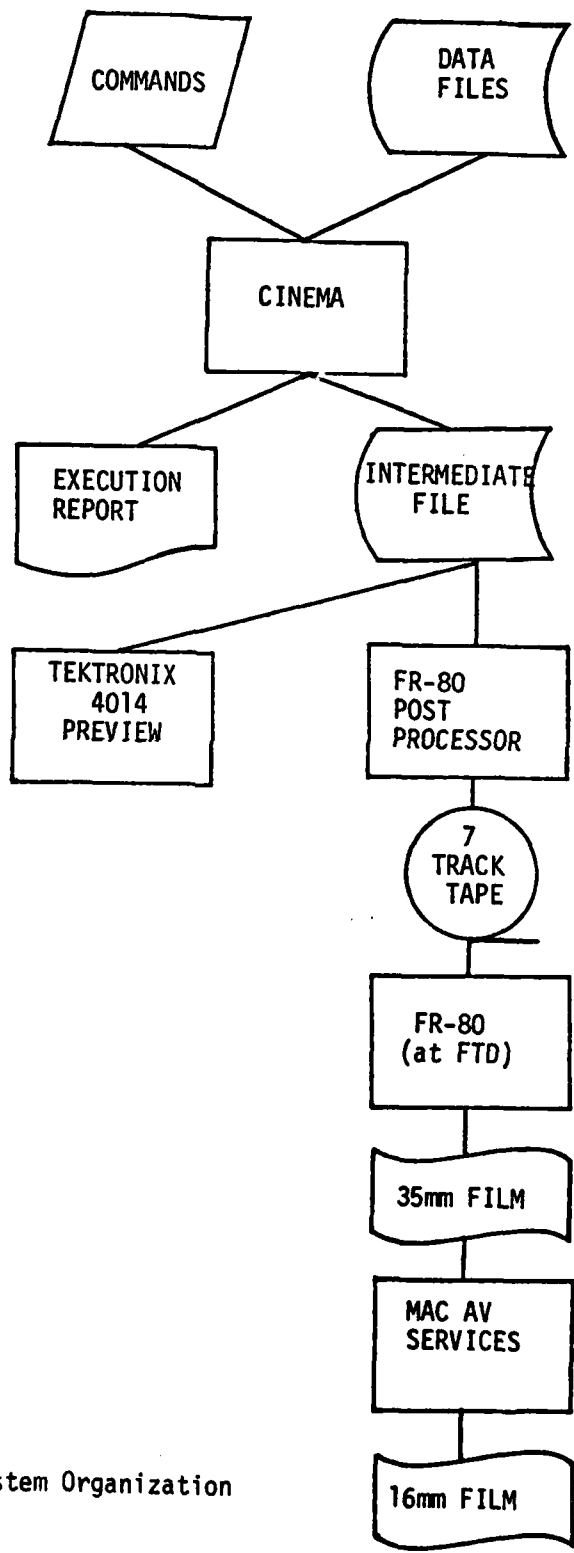 COMMANDS
DATA
FILES
CINEMA
EXECUTION
REPORT
INTERMEDIATE
FILE
TEKTRONIX
4014
PREVIEW
FR-80
POST
PROCESSOR
7
TRACK
TAPE
FR-80
(at FTD)
35mm FILM
MAC AV
SERVICES
stem Organization
16mm FILM